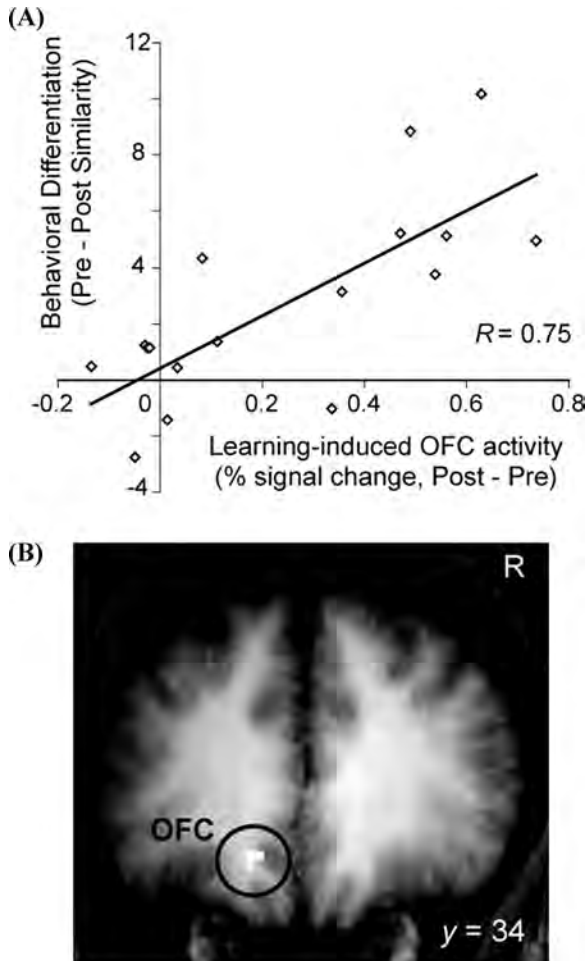 (A)
12
8
4
-4
Behavioral Differentiation
(Pre - Post Similarity)
R = 0.75
-0.2
0
0.2
0.4
0.6
0.8
Learning-induced OFC activity
(% signal change, Post - Pre)
(B)
R
OFC
y = 34